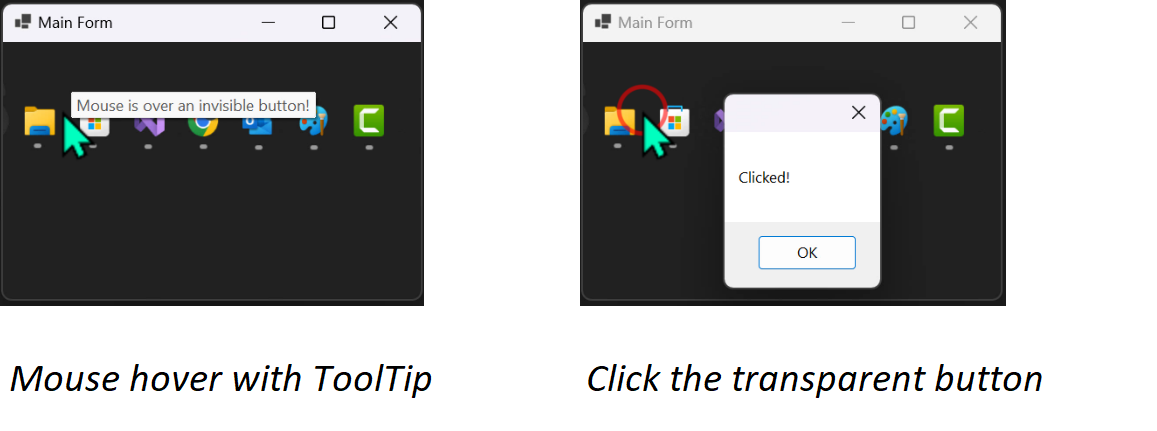 Main Form
Mouse is over an invisible button!
Mouse hover with ToolTip
Main Form
Clicked!
OK
Click the transparent button